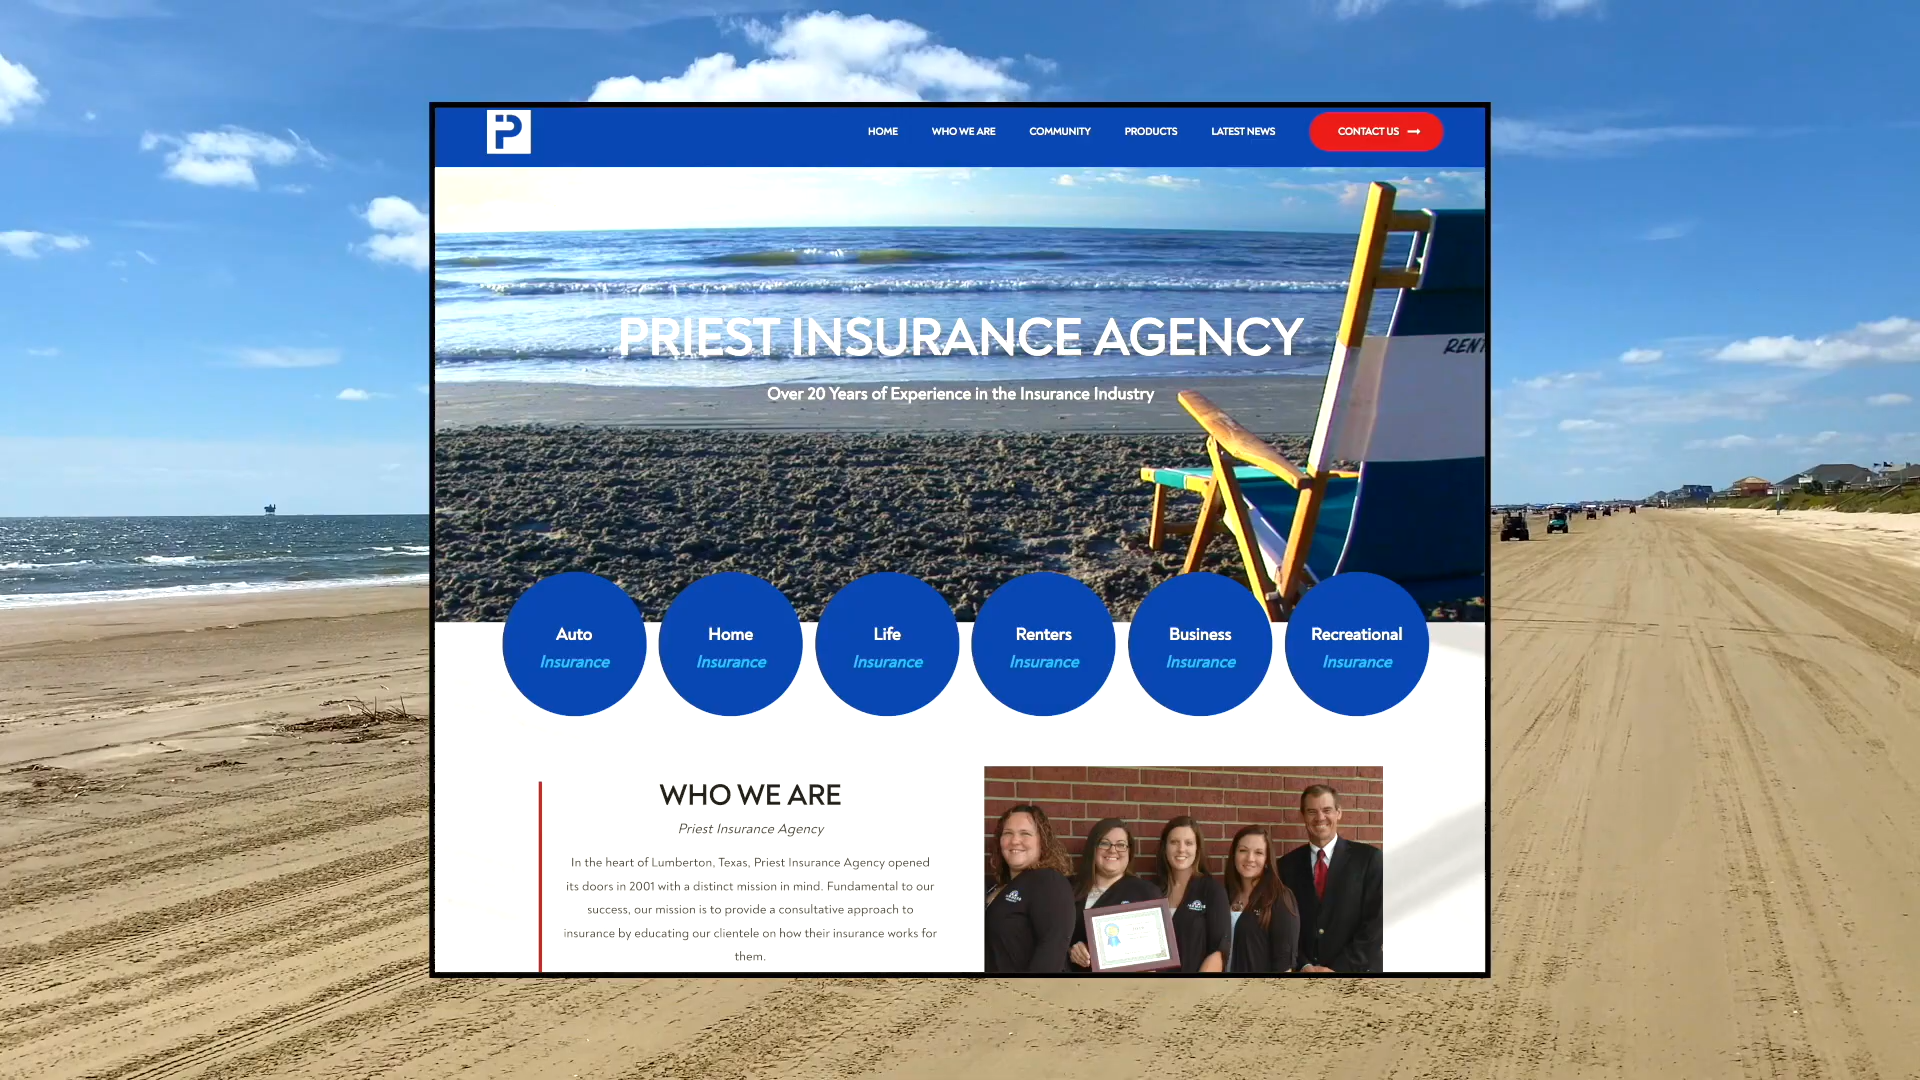 HOME WHO WE ARE COMMUNITY PRODUCTS LATEST NEWS CONTACT US
PRIEST INSURANCE AGENCY
Over 20 Years of Experience in the Insurance Industry
Auto
Insurance
Home
Insurance
Life
Insurance
Renters
Insurance
Business
Insurance
Recreational
Insurance
WHO WE ARE
Priest Insurance Agency
In the heart of Lumberton, Texas, Priest Insurance Agency opened
its doors in 2001 with a distinct mission in mind. Fundamental to our
success, our mission is to provide a consultative approach to
insurance by educating our clientele on how their insurance works for
them.